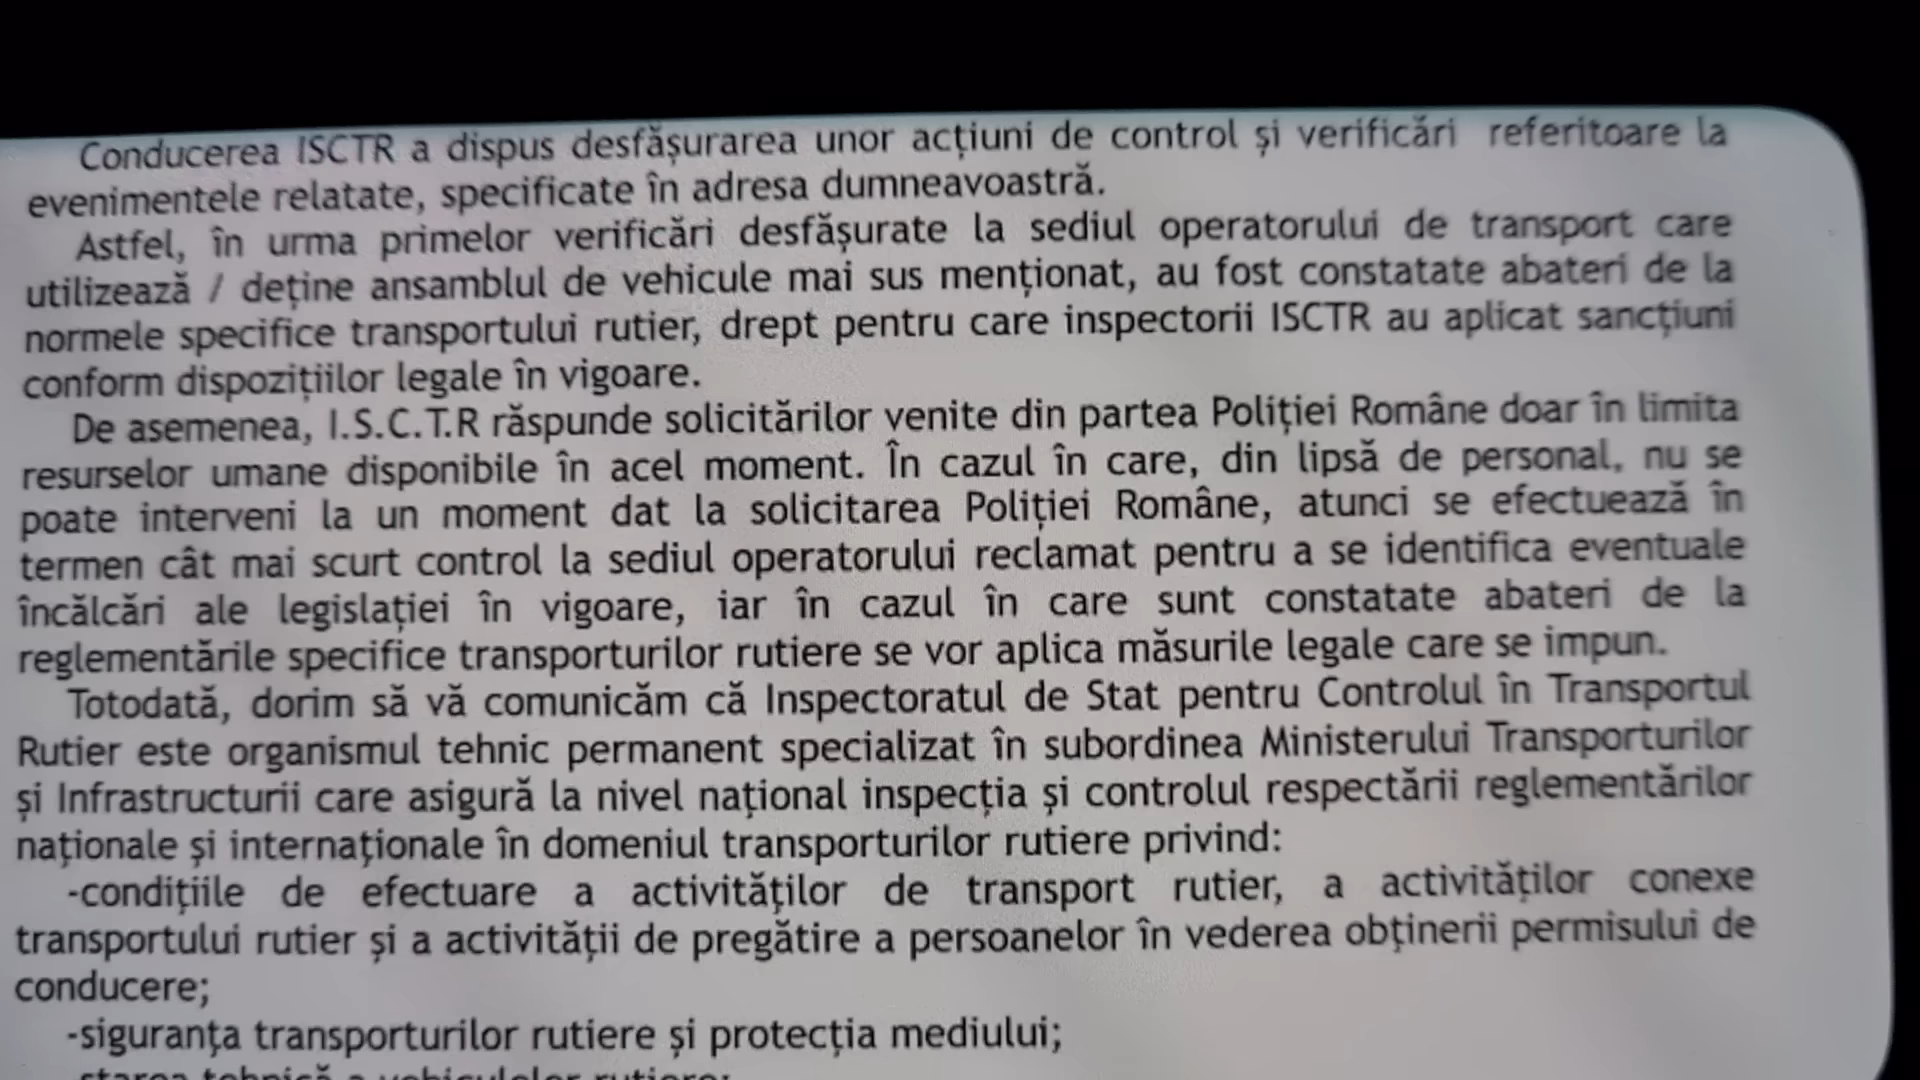 Conducerea ISCTR a dispus desfășurarea unor acțiuni de control și verificări referitoare la
evenimentele relatate, specificate în adresa dumneavoastră.
Astfel, în urma primelor verificări desfășurate la sediul operatorului de transport care
utilizează / deține ansamblul de vehicule mai sus menționat, au fost constatate abateri de la
normele specifice transportului rutier, drept pentru care inspectorii ISCTR au aplicat sancțiuni
conform dispozițiilor legale în vigoare.
De asemenea, I.S.C.T.R răspunde solicitărilor venite din partea Poliției Române doar în limita
resurselor umane disponibile în acel moment. În cazul în care, din lipsă de personal, nu se
poate interveni la un moment dat la solicitarea Poliției Române, atunci se efectuează în
termen cât mai scurt control la sediul operatorului reclamat pentru a se identifica eventuale
încălcări ale legislației în vigoare, iar în cazul în care sunt constatate abateri de la
reglementările specifice transporturilor rutiere se vor aplica măsurile legale care se impun.
Totodată, dorim să vă comunicăm că Inspectoratul de Stat pentru Controlul în Transportul
Rutier este organismul tehnic permanent specializat în subordinea Ministerului Transporturilor
și Infrastructurii care asigură la nivel național inspecția și controlul respectării reglementărilor
naționale și internaționale în domeniul transporturilor rutiere privind:
-condițiile de efectuare a activităților de transport rutier, a activităților conexe
transportului rutier și a activității de pregătire a persoanelor în vederea obținerii permisului de
conducere;
-siguranța transporturilor rutiere și protecția mediului;
-starea tehnică a vehiculelor rutiere;